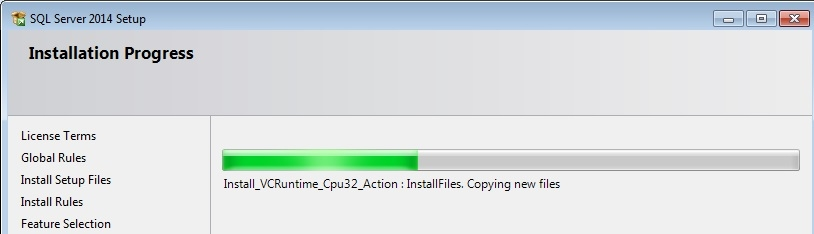 SQL Server 2014 Setup
Installation Progress
License Terms
Global Rules
Install Setup Files
Install Rules
Feature Selection
Install_VCRuntime_Cpu32_Action : InstallFiles. Copying new files